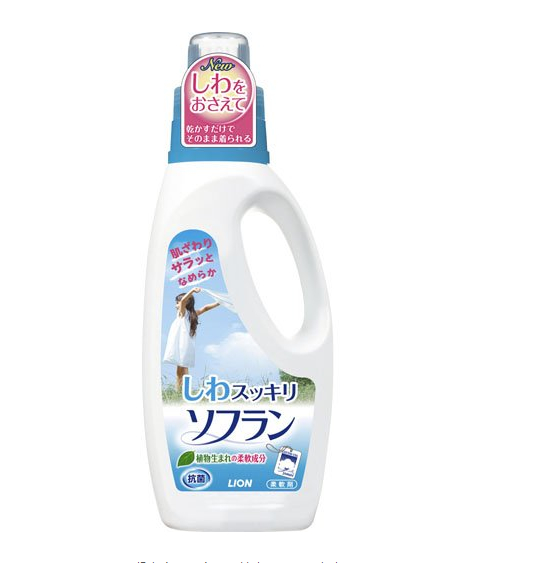 New
しわを
おさえて
乾かすだけで
そのまま着られる
肌ざわり
サラッと
なめらか
しわスッキリ
ソフラン
植物生まれの柔軟成分
抗菌
LION
柔軟剤